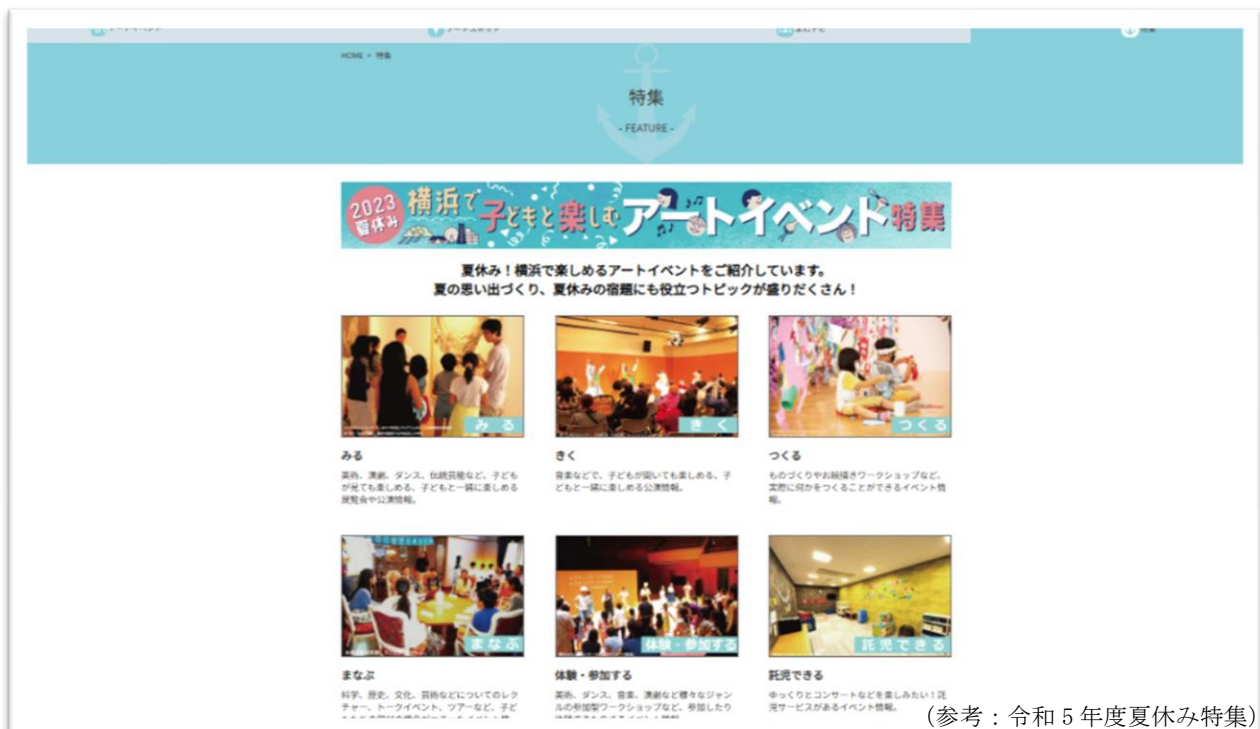 アートイベント
アートスポット
特集
HOME > 特集
特集
- FEATURE -
2023
夏休み
横浜で
子どもと楽しむ
アートイベント特集
夏休み！横浜で楽しめるアートイベントをご紹介しています。
夏の思い出づくり、夏休みの宿題にも役立つトピックが盛りだくさん！
みる
きく
つくる
みる
美術、演劇、ダンス、伝統芸能など、子ども
が見ても楽しめる、子どもと一緒に楽しめる
展覧会や公演情報。
きく
音楽などで、子どもが聞いても楽しめる、子
どもと一緒に楽しめる公演情報。
つくる
ものづくりやお絵描きワークショップなど、
実際に何かをつくることができるイベント情
報。
まなぶ
体験・参加する
託児できる
まなぶ
科学、歴史、文化、芸術などについてのレク
チャー、トークイベント、ツアーなど、子ど
体験・参加する
美術、ダンス、音楽、演劇など様々なジャン
ルの参加型ワークショップなど、参加したり
託児できる
ゆっくりとコンサートなどを楽しみたい！託
児サービスがあるイベント情報。
(参考：令和 5 年度夏休み特集)